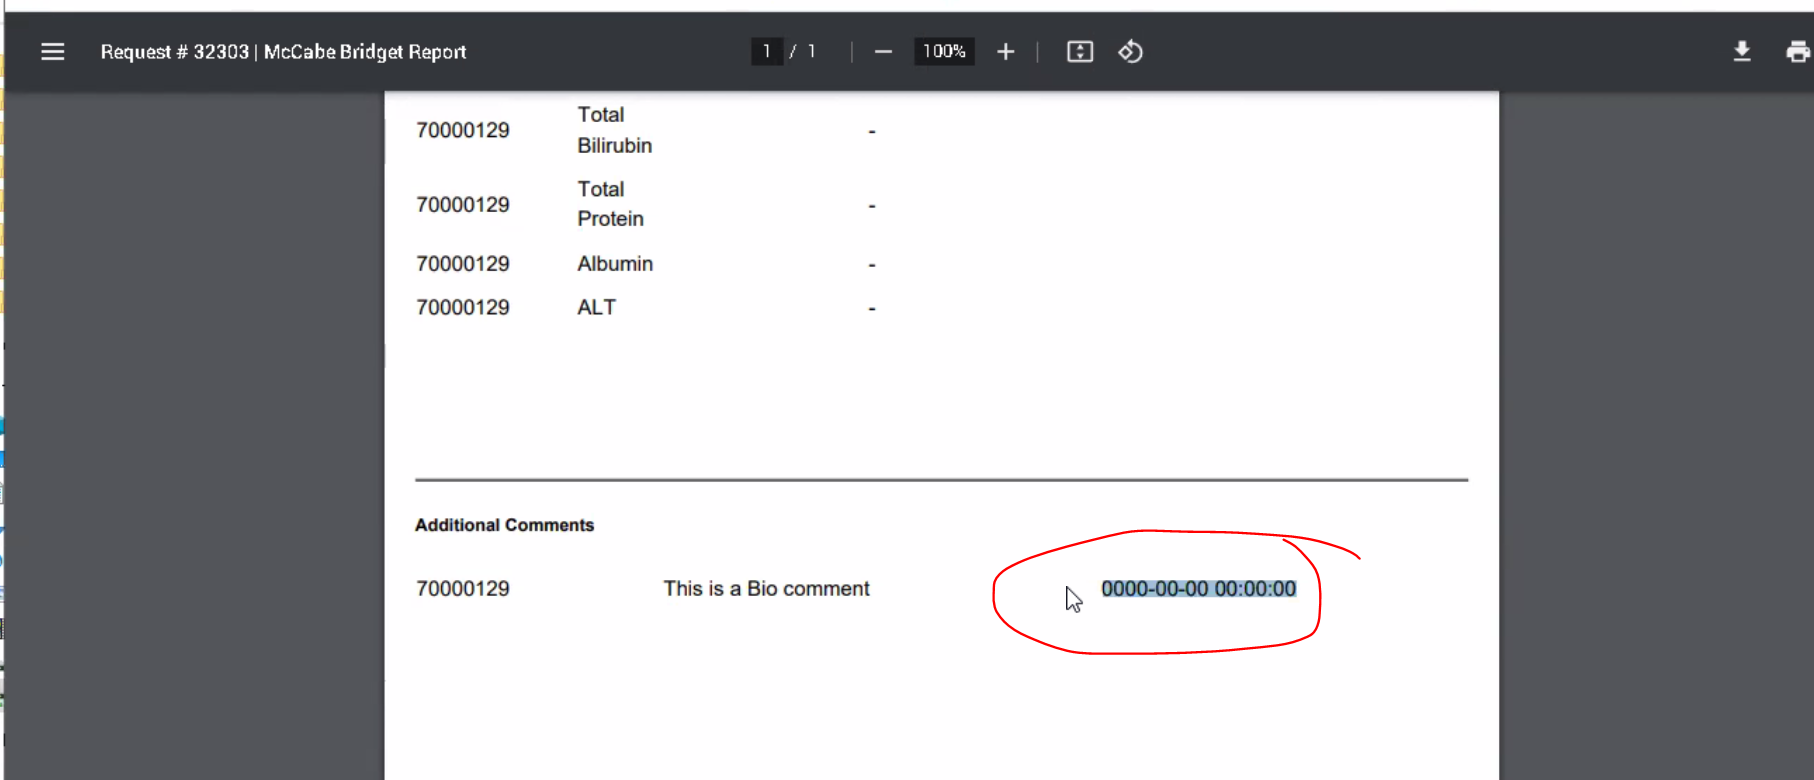 Request # 32303 | McCabe Bridget Report
1 / 1
100%
70000129 Total Bilirubin -
70000129 Total Protein -
70000129 Albumin -
70000129 ALT -
Additional Comments
70000129 This is a Bio comment 0000-00-00 00:00:00